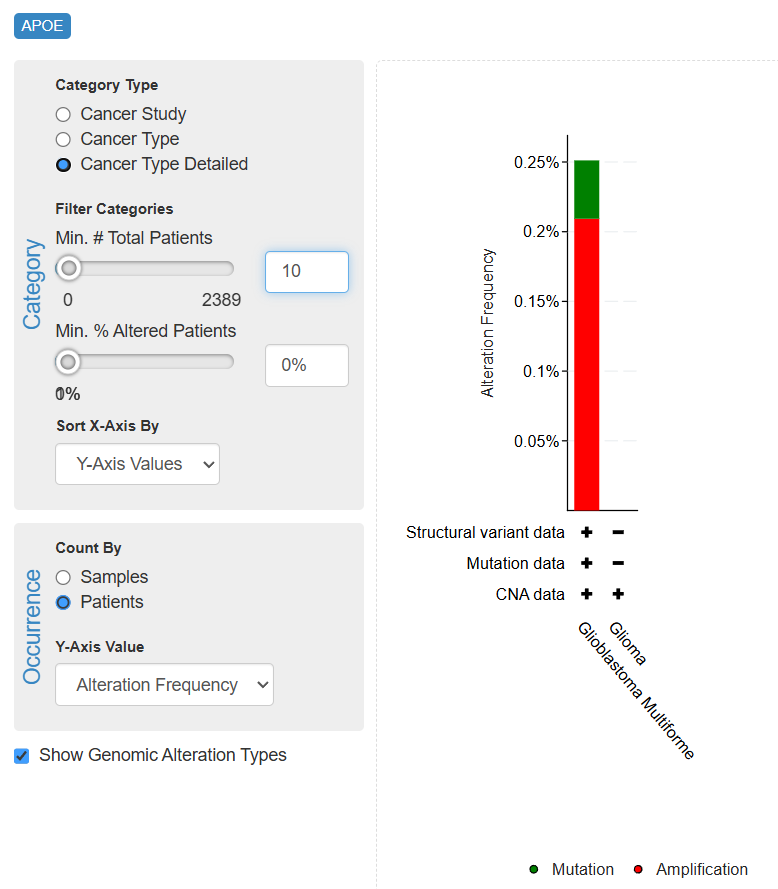 APOE
Category
Category Type
Cancer Study
Cancer Type
Cancer Type Detailed
Filter Categories
Min. # Total Patients
10
0 2389
Min. % Altered Patients
0%
Sort X-Axis By
Y-Axis Values
Occurrence
Count By
Samples
Patients
Y-Axis Value
Alteration Frequency
Show Genomic Alteration Types
Alteration Frequency
0.25%
0.2%
0.15%
0.1%
0.05%
Structural variant data + −
Mutation data + −
CNA data + +
Glioblastoma Multiforme
Glioma
Mutation Amplification